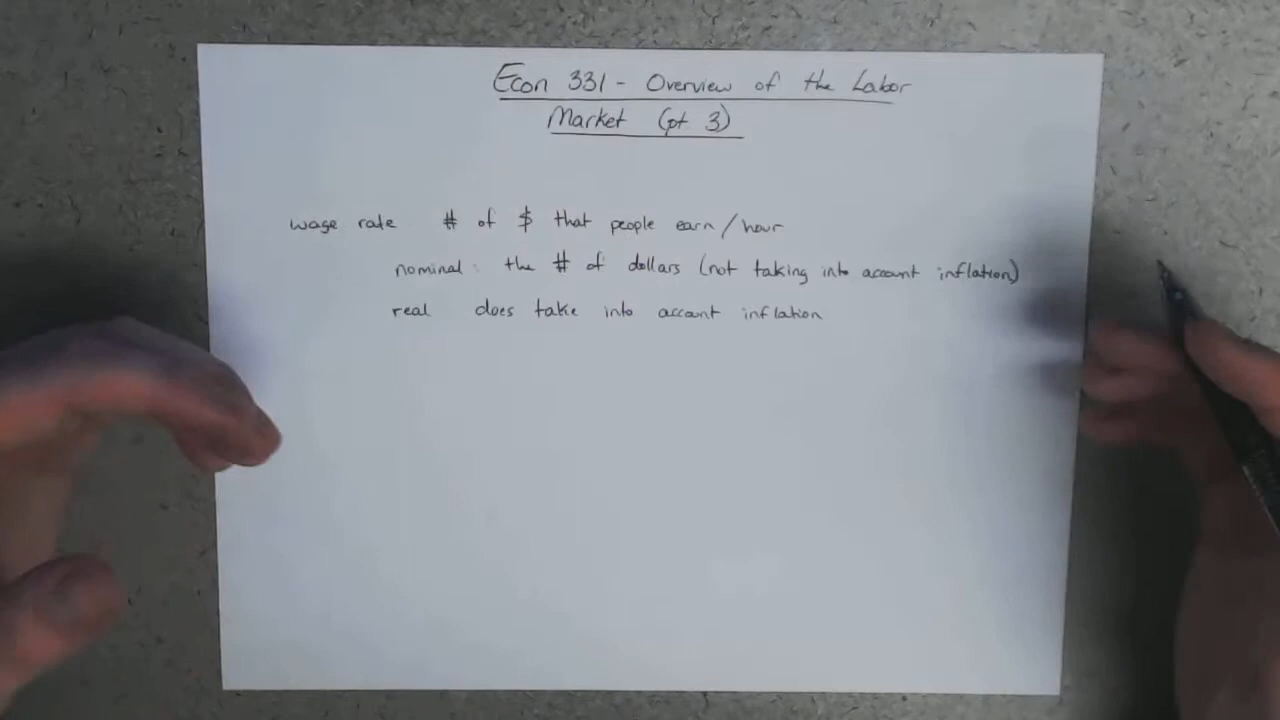 Econ 331 - Overview of the Labor
Market (pt 3)
wage rate # of $ that people earn/hour
nominal: the # of dollars (not taking into account inflation)
real does take into account inflation